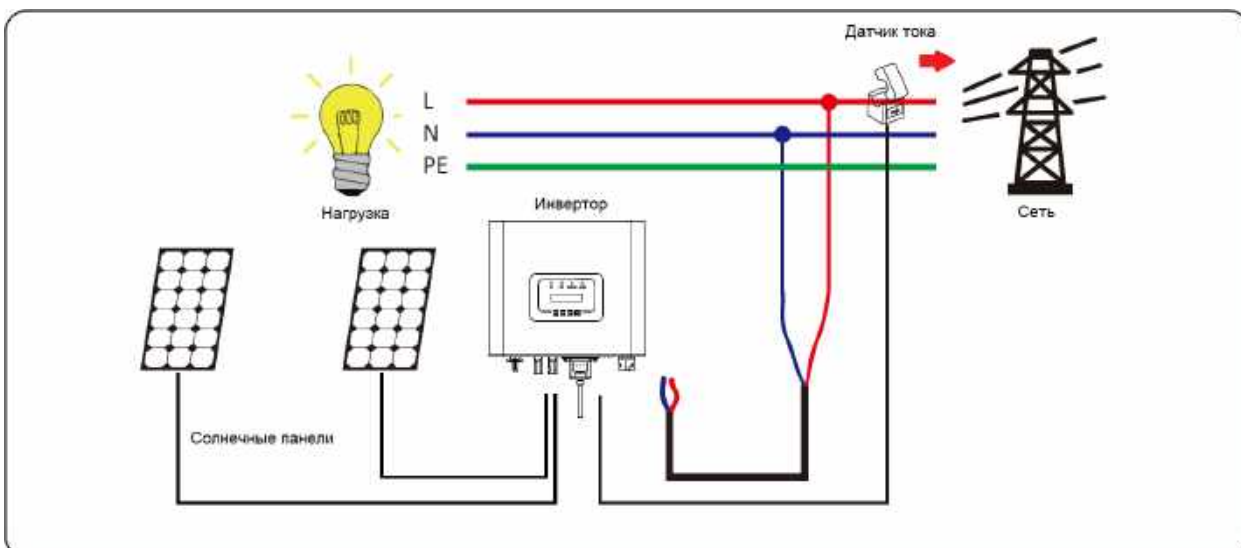 Датчик тока
L
N
PE
Нагрузка
Инвертор
Сеть
Солнечные панели